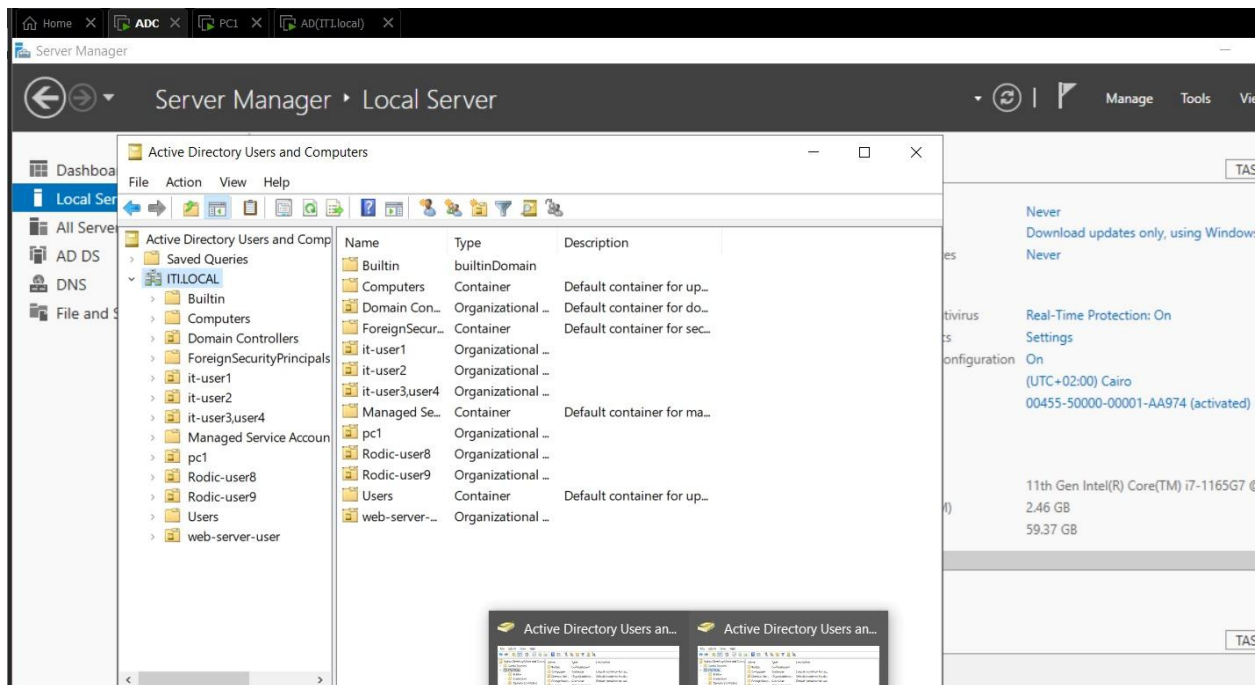 Home ADC PC1 AD(ITI.local)
Server Manager
Server Manager Local Server
Manage Tools
Active Directory Users and Computers
File Action View Help
Local
AD DS
DNS
File and
Active Directory Users and Comp
Saved Queries
ITI.LOCAL
Builtin
Computers
Domain Controllers
ForeignSecurityPrincipals
it-user1
it-user2
it-user3,user4
Managed Service Accoun
pc1
Rodic-user8
Rodic-user9
Users
web-server-user
Name Type Description
Builtin builtinDomain
Computers Container Default container for up...
Domain Con... Organizational ... Default container for do...
ForeignSecur... Container Default container for sec...
it-user1 Organizational ...
it-user2 Organizational ...
it-user3,user4 Organizational ...
Managed Se... Container Default container for ma...
pc1 Organizational ...
Rodic-user8 Organizational ...
Rodic-user9 Organizational ...
Users Container Default container for up...
web-server-... Organizational ...
Never
Download updates only, using Windows
Never
Real-Time Protection: On
Settings
onfiguration On
(UTC+02:00) Cairo
00455-50000-00001-AA974 (activated)
11th Gen Intel(R) Core(TM) i7-1165G7 @
2.46 GB
59.37 GB
Active Directory Users an... Active Directory Users an...